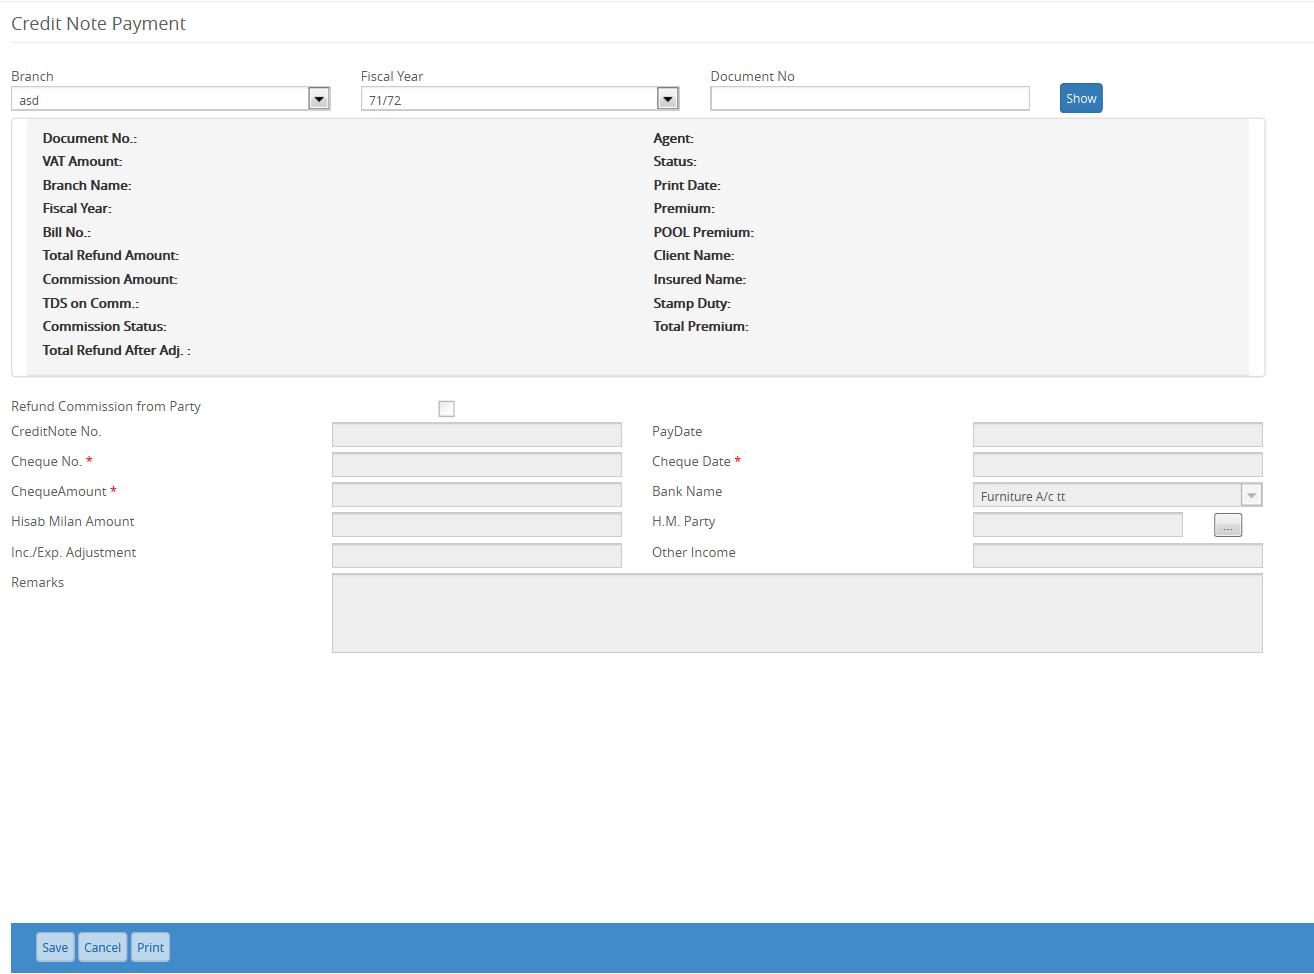 Credit Note Payment
Branch Fiscal Year Document No
asd 71/72 Show
Document No.: Agent:
VAT Amount: Status:
Branch Name: Print Date:
Fiscal Year: Premium:
Bill No.: POOL Premium:
Total Refund Amount: Client Name:
Commission Amount: Insured Name:
TDS on Comm.: Stamp Duty:
Commission Status: Total Premium:
Total Refund After Adj. :
Refund Commission from Party
CreditNote No. PayDate
Cheque No. * Cheque Date *
ChequeAmount * Bank Name Furniture A/c tt
Hisab Milan Amount H.M. Party ...
Inc./Exp. Adjustment Other Income
Remarks
Save Cancel Print